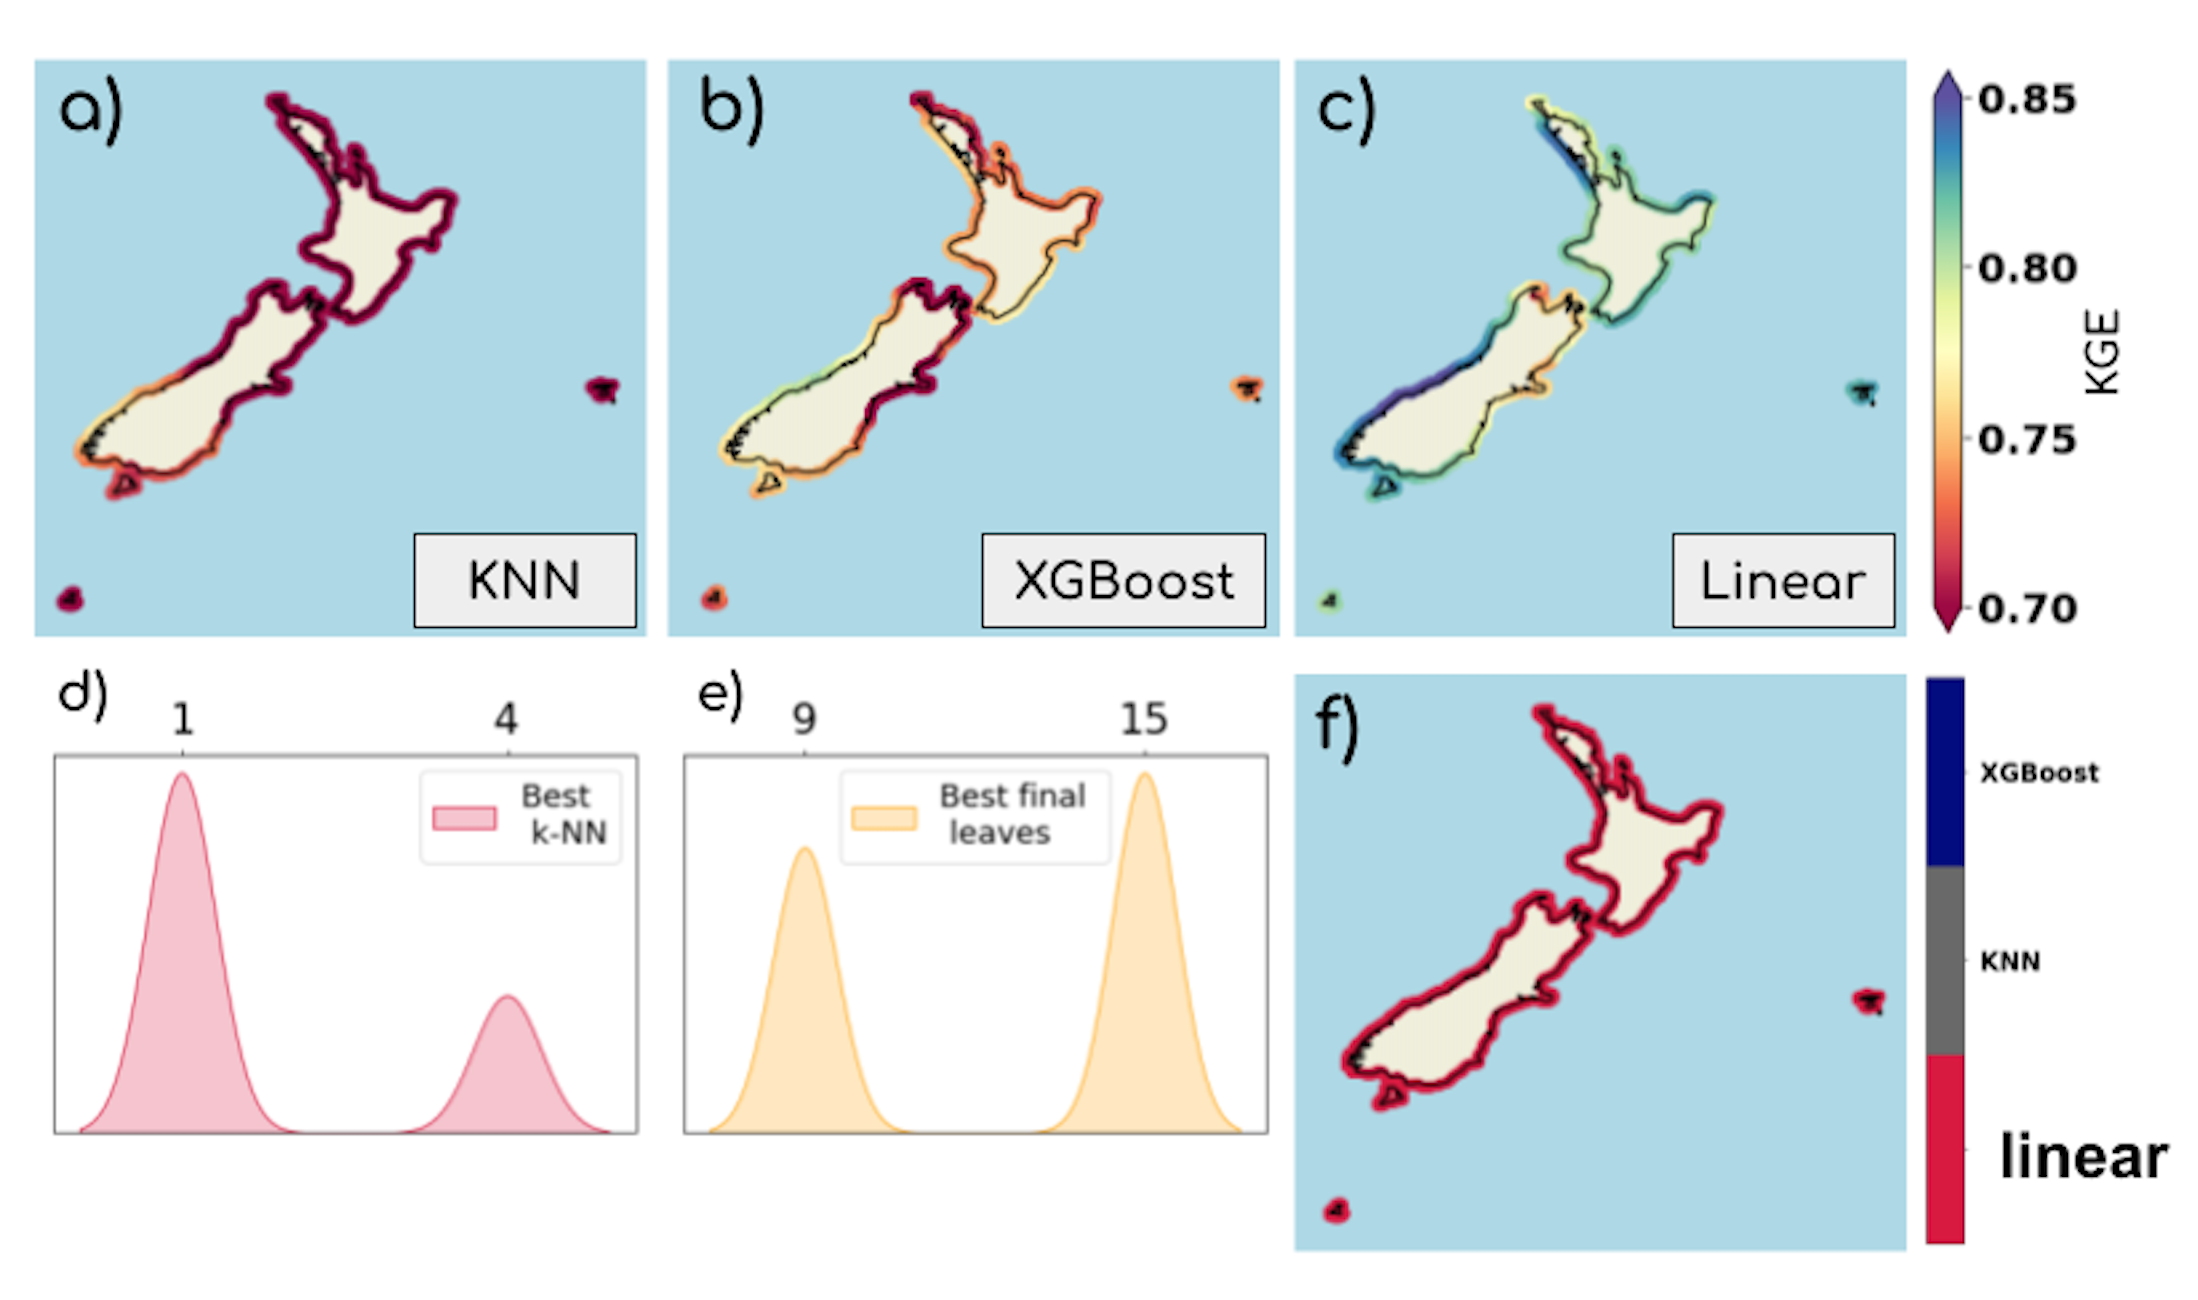 a)
KNN
b)
XGBoost
c)
Linear
0.85
0.80
0.75
0.70
KGE
d)
1
4
Best
k-NN
e)
9
15
Best final
leaves
f)
XGBoost
KNN
linear